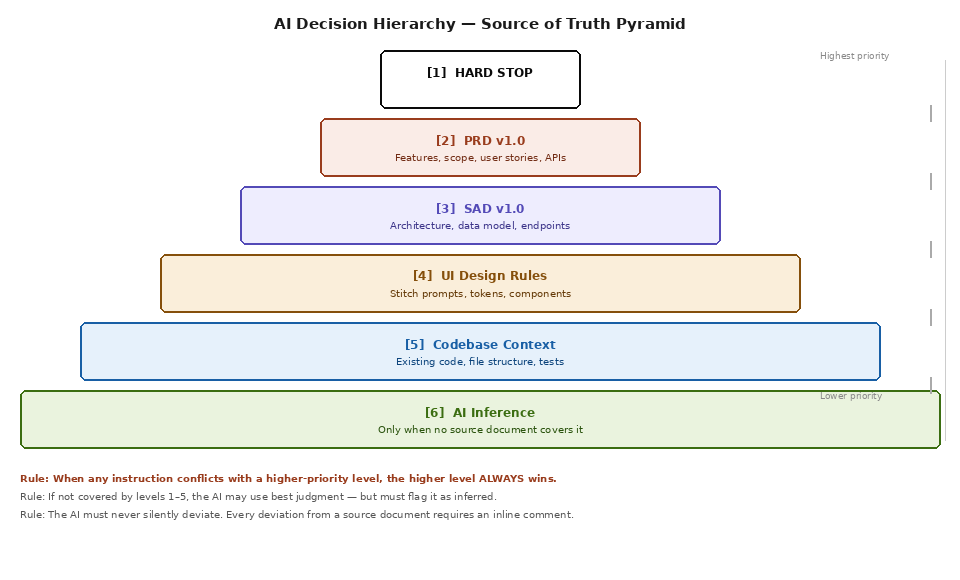 AI Decision Hierarchy — Source of Truth Pyramid
Highest priority
[1]  HARD STOP
[2]  PRD v1.0
Features, scope, user stories, APIs
[3]  SAD v1.0
Architecture, data model, endpoints
[4]  UI Design Rules
Stitch prompts, tokens, components
[5]  Codebase Context
Existing code, file structure, tests
Lower priority
[6]  AI Inference
Only when no source document covers it
Rule: When any instruction conflicts with a higher-priority level, the higher level ALWAYS wins.
Rule: If not covered by levels 1–5, the AI may use best judgment — but must flag it as inferred.
Rule: The AI must never silently deviate. Every deviation from a source document requires an inline comment.